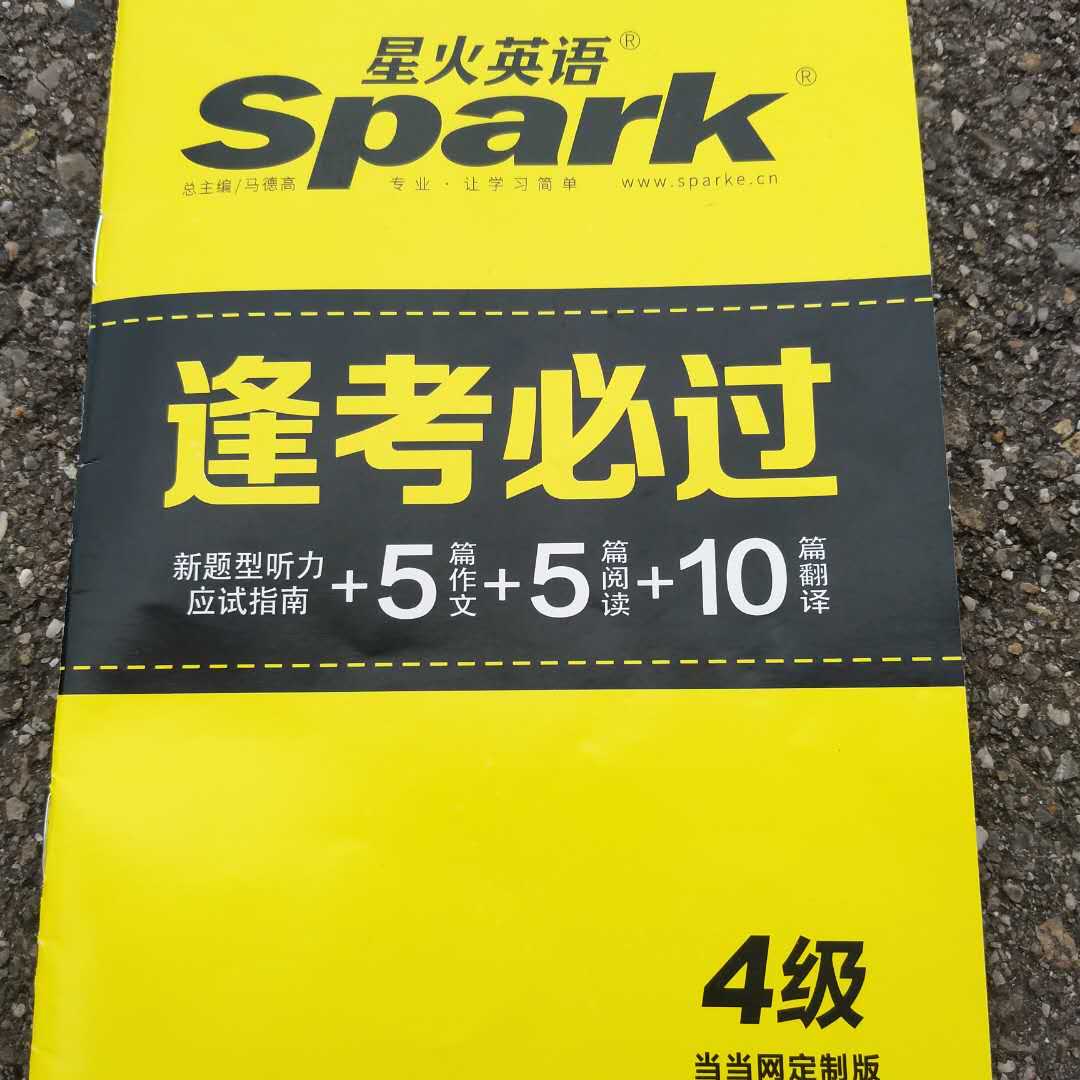 星火英语®
Spark®
总主编/马德高 专业·让学习简单 www.sparke.cn
逢考必过
新题型听力
应试指南
+5篇作文+5篇阅读+10篇翻译
4级
当当网定制版